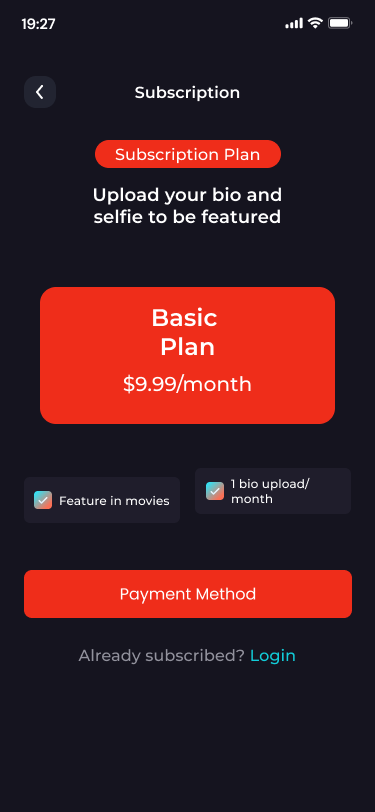 19:27
Subscription
Subscription Plan
Upload your bio and
selfie to be featured
Basic
Plan
$9.99/month
Feature in movies
1 bio upload/
month
Payment Method
Already subscribed? Login